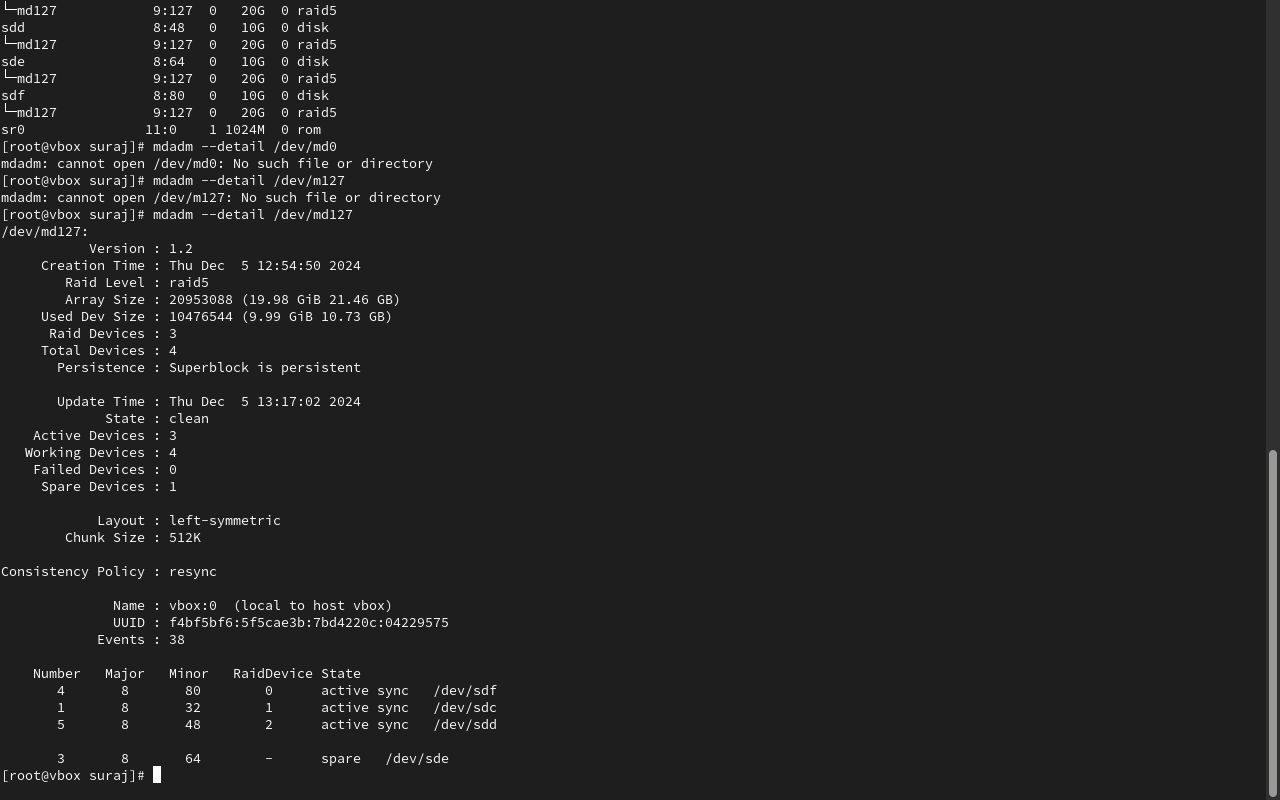 └─md127            9:127  0   20G  0 raid5
sdd                8:48   0   10G  0 disk
└─md127            9:127  0   20G  0 raid5
sde                8:64   0   10G  0 disk
└─md127            9:127  0   20G  0 raid5
sdf                8:80   0   10G  0 disk
└─md127            9:127  0   20G  0 raid5
sr0               11:0    1 1024M  0 rom
[root@vbox suraj]# mdadm --detail /dev/md0
mdadm: cannot open /dev/md0: No such file or directory
[root@vbox suraj]# mdadm --detail /dev/m127
mdadm: cannot open /dev/m127: No such file or directory
[root@vbox suraj]# mdadm --detail /dev/md127
/dev/md127:
           Version : 1.2
     Creation Time : Thu Dec  5 12:54:50 2024
        Raid Level : raid5
        Array Size : 20953088 (19.98 GiB 21.46 GB)
     Used Dev Size : 10476544 (9.99 GiB 10.73 GB)
      Raid Devices : 3
     Total Devices : 4
       Persistence : Superblock is persistent

       Update Time : Thu Dec  5 13:17:02 2024
             State : clean
    Active Devices : 3
   Working Devices : 4
    Failed Devices : 0
     Spare Devices : 1

            Layout : left-symmetric
        Chunk Size : 512K

Consistency Policy : resync

              Name : vbox:0  (local to host vbox)
              UUID : f4bf5bf6:5f5cae3b:7bd4220c:04229575
            Events : 38

    Number   Major   Minor   RaidDevice State
       4       8       80        0      active sync   /dev/sdf
       1       8       32        1      active sync   /dev/sdc
       5       8       48        2      active sync   /dev/sdd

       3       8       64        -      spare   /dev/sde
[root@vbox suraj]#